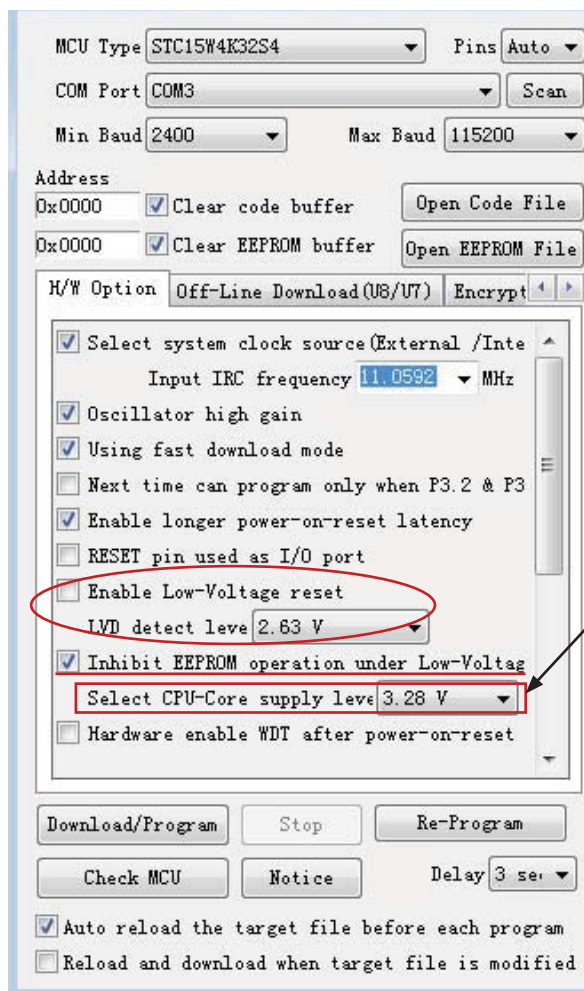 MCU Type STC15W4K32S4 Pins Auto
COM Port COM3 Scan
Min Baud 2400 Max Baud 115200
Address
0x0000 Clear code buffer Open Code File
0x0000 Clear EEPROM buffer Open EEPROM File
H/W Option Off-Line Download(U8/U7) Encrypt
Select system clock source(External /Inte
Input IRC frequency 11.0592 MHz
Oscillator high gain
Using fast download mode
Next time can program only when P3.2 & P3
Enable longer power-on-reset latency
RESET pin used as I/O port
Enable Low-Voltage reset
LVD detect leve 2.63 V
Inhibit EEPROM operation under Low-Voltag
Select CPU-Core supply leve 3.28 V
Hardware enable WDT after power-on-reset
Download/Program Stop Re-Program
Check MCU Notice Delay 3 se
Auto reload the target file before each program
Reload and download when target file is modified